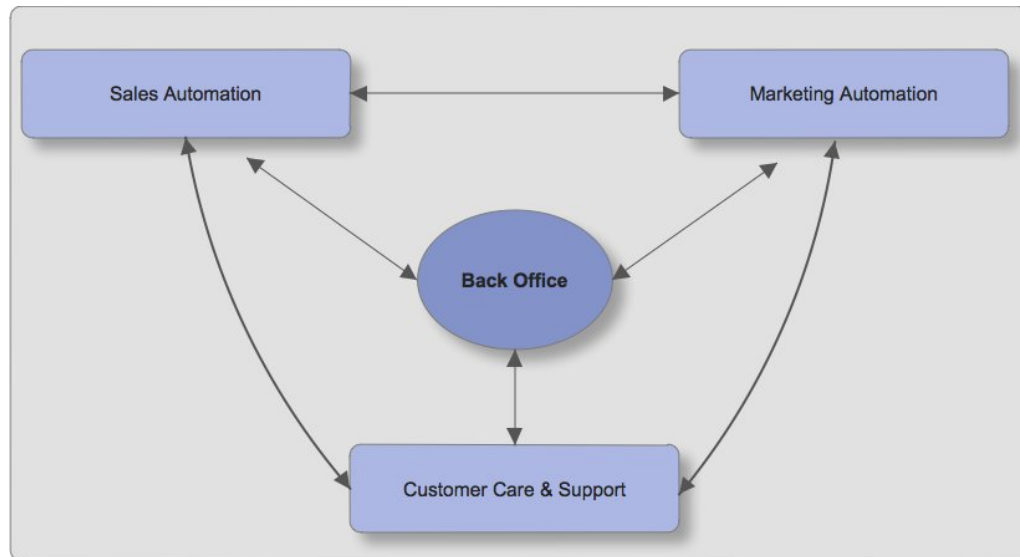 Sales Automation
Marketing Automation
Back Office
Customer Care & Support